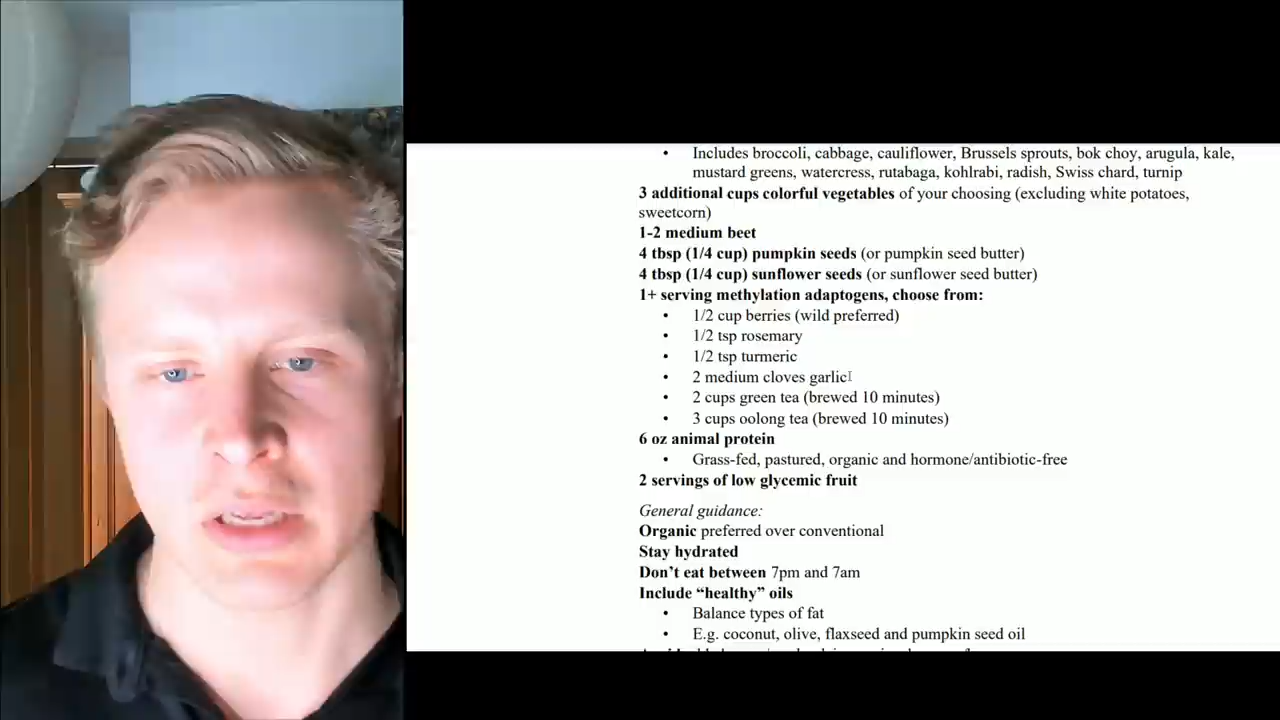 • Includes broccoli, cabbage, cauliflower, Brussels sprouts, bok choy, arugula, kale,
mustard greens, watercress, rutabaga, kohlrabi, radish, Swiss chard, turnip
3 additional cups colorful vegetables of your choosing (excluding white potatoes,
sweetcorn)
1-2 medium beet
4 tbsp (1/4 cup) pumpkin seeds (or pumpkin seed butter)
4 tbsp (1/4 cup) sunflower seeds (or sunflower seed butter)
1+ serving methylation adaptogens, choose from:
• 1/2 cup berries (wild preferred)
• 1/2 tsp rosemary
• 1/2 tsp turmeric
• 2 medium cloves garlic
• 2 cups green tea (brewed 10 minutes)
• 3 cups oolong tea (brewed 10 minutes)
6 oz animal protein
• Grass-fed, pastured, organic and hormone/antibiotic-free
2 servings of low glycemic fruit
General guidance:
Organic preferred over conventional
Stay hydrated
Don’t eat between 7pm and 7am
Include “healthy” oils
• Balance types of fat
• E.g. coconut, olive, flaxseed and pumpkin seed oil